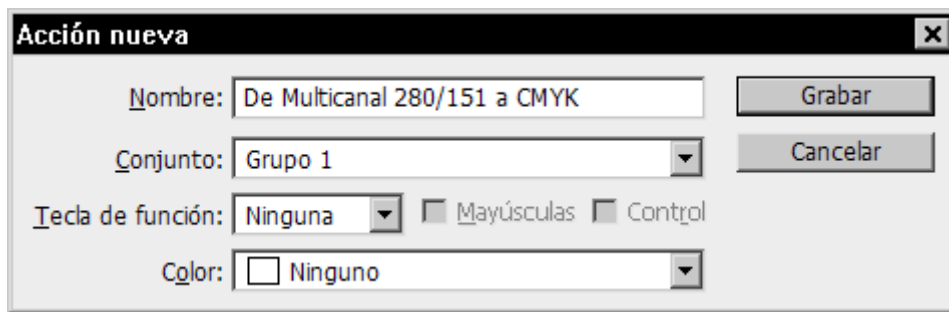 Acción nueva
Nombre: De Multicanal 280/151 a CMYK Grabar
Conjunto: Grupo 1 Cancelar
Tecla de función: Ninguna Mayúsculas Control
Color: Ninguno